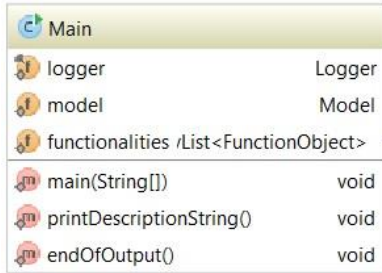 C Main
f logger Logger
f model Model
f functionalities List<FunctionObject>
m main(String[]) void
m printDescriptionString() void
m endOfOutput() void